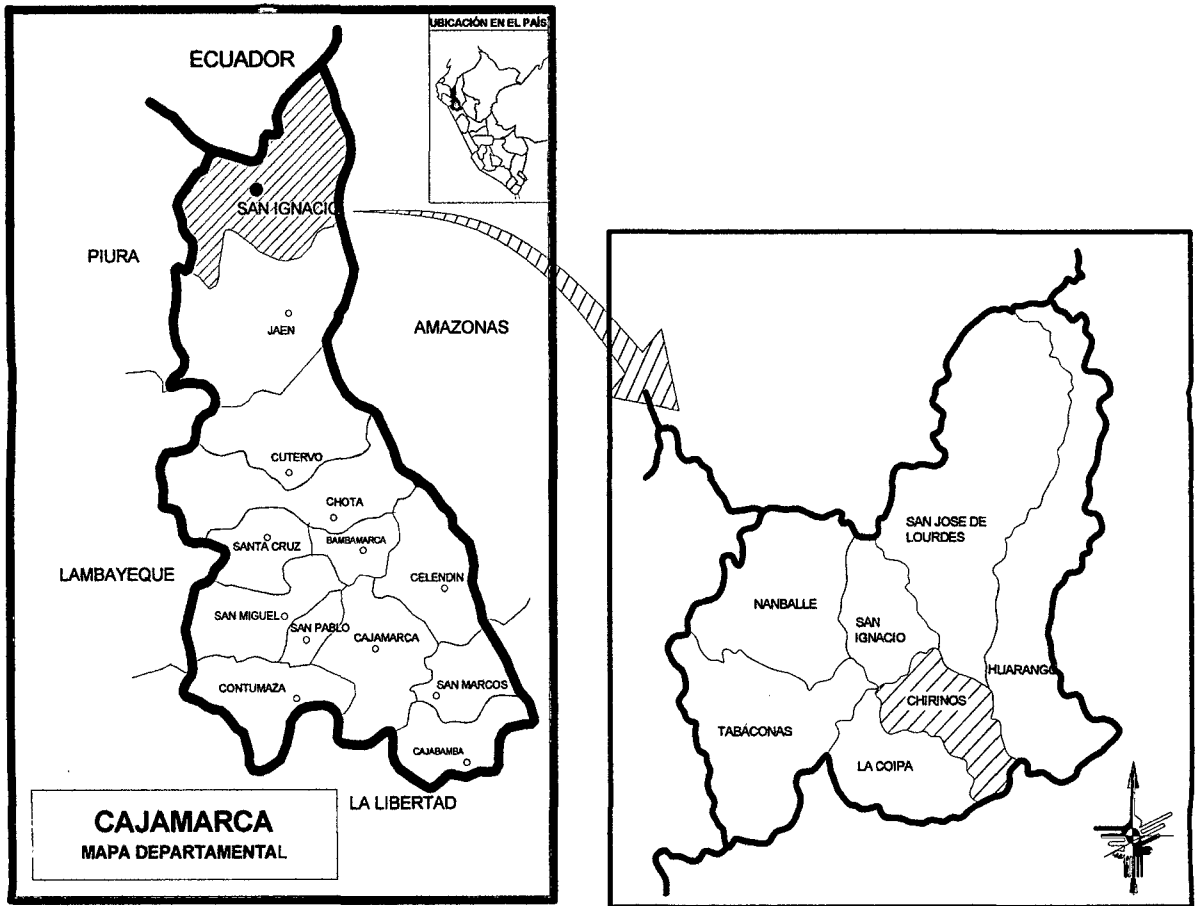 UBICACIÓN EN EL PAÍS
ECUADOR
SAN IGNACIO
PIURA
JAEN
AMAZONAS
CUTERVO
CHOTA
SANTA CRUZ
BAMBAMARCA
LAMBAYEQUE
CELENDIN
SAN MIGUEL
SAN PABLO
CAJAMARCA
CONTUMAZA
SAN MARCOS
CAJABAMBA
LA LIBERTAD
CAJAMARCA
MAPA DEPARTAMENTAL
SAN JOSE DE
LOURDES
NANBALLE
SAN
IGNACIO
HUARANGO
CHIRINOS
TABÁCONAS
LA COIPA